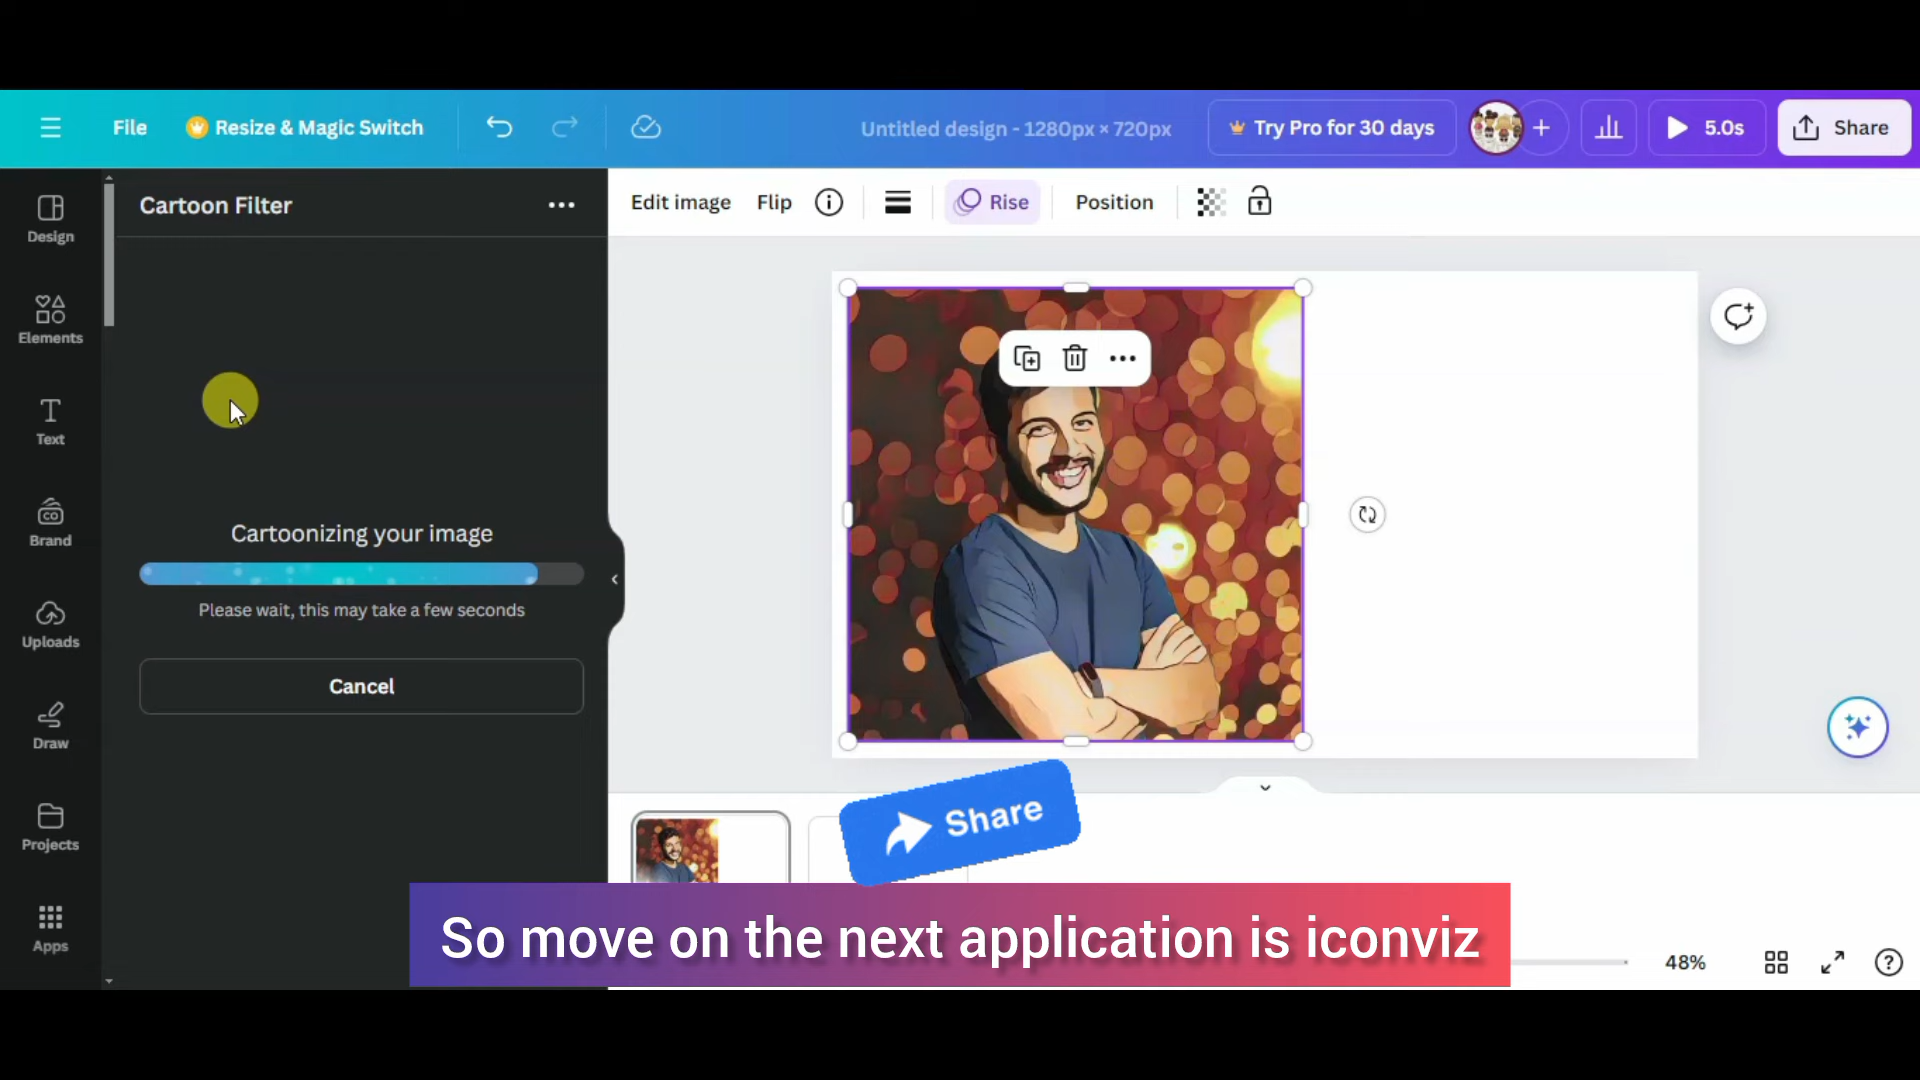 File
Resize & Magic Switch
Untitled design - 1280px × 720px
Try Pro for 30 days
5.0s
Share
Design
Elements
Text
Brand
Uploads
Draw
Projects
Apps
Cartoon Filter
Cartoonizing your image
Please wait, this may take a few seconds
Cancel
Edit image
Flip
Rise
Position
Share
So move on the next application is iconviz
48%